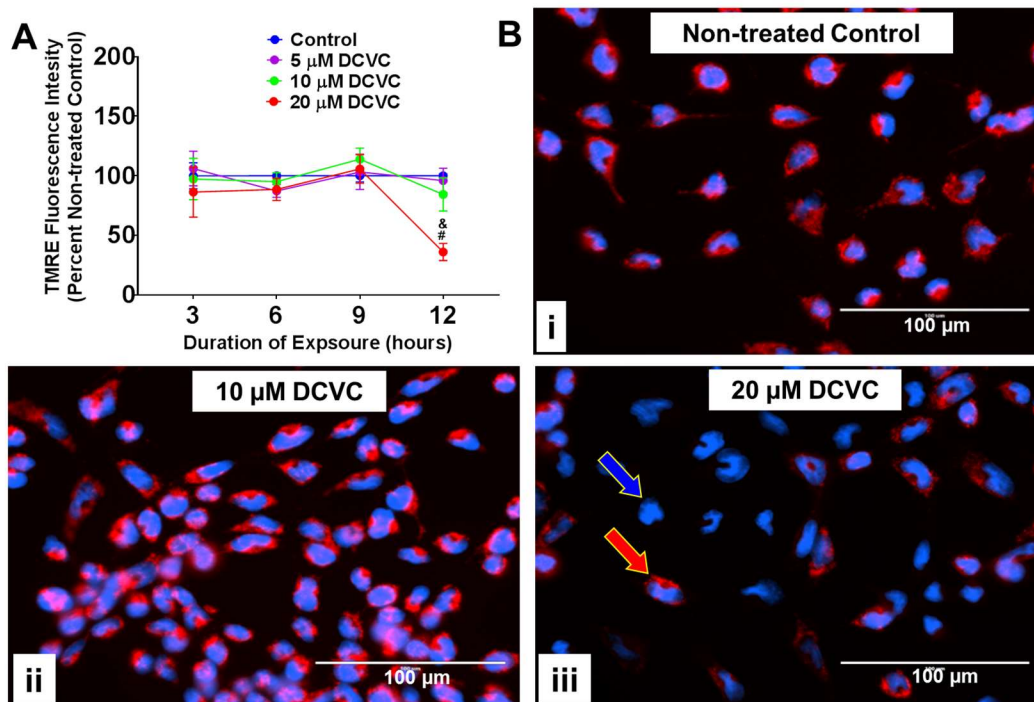 A
TMRE Fluorescence Intesity
(Percent Non-treated Control)
200
150
100
50
0
Control
5 µM DCVC
10 µM DCVC
20 µM DCVC
&
#
3 6 9 12
Duration of Expsoure (hours)
B
Non-treated Control
i
100 um
100 µm
10 µM DCVC
ii
100 µm
20 µM DCVC
iii
100 µm